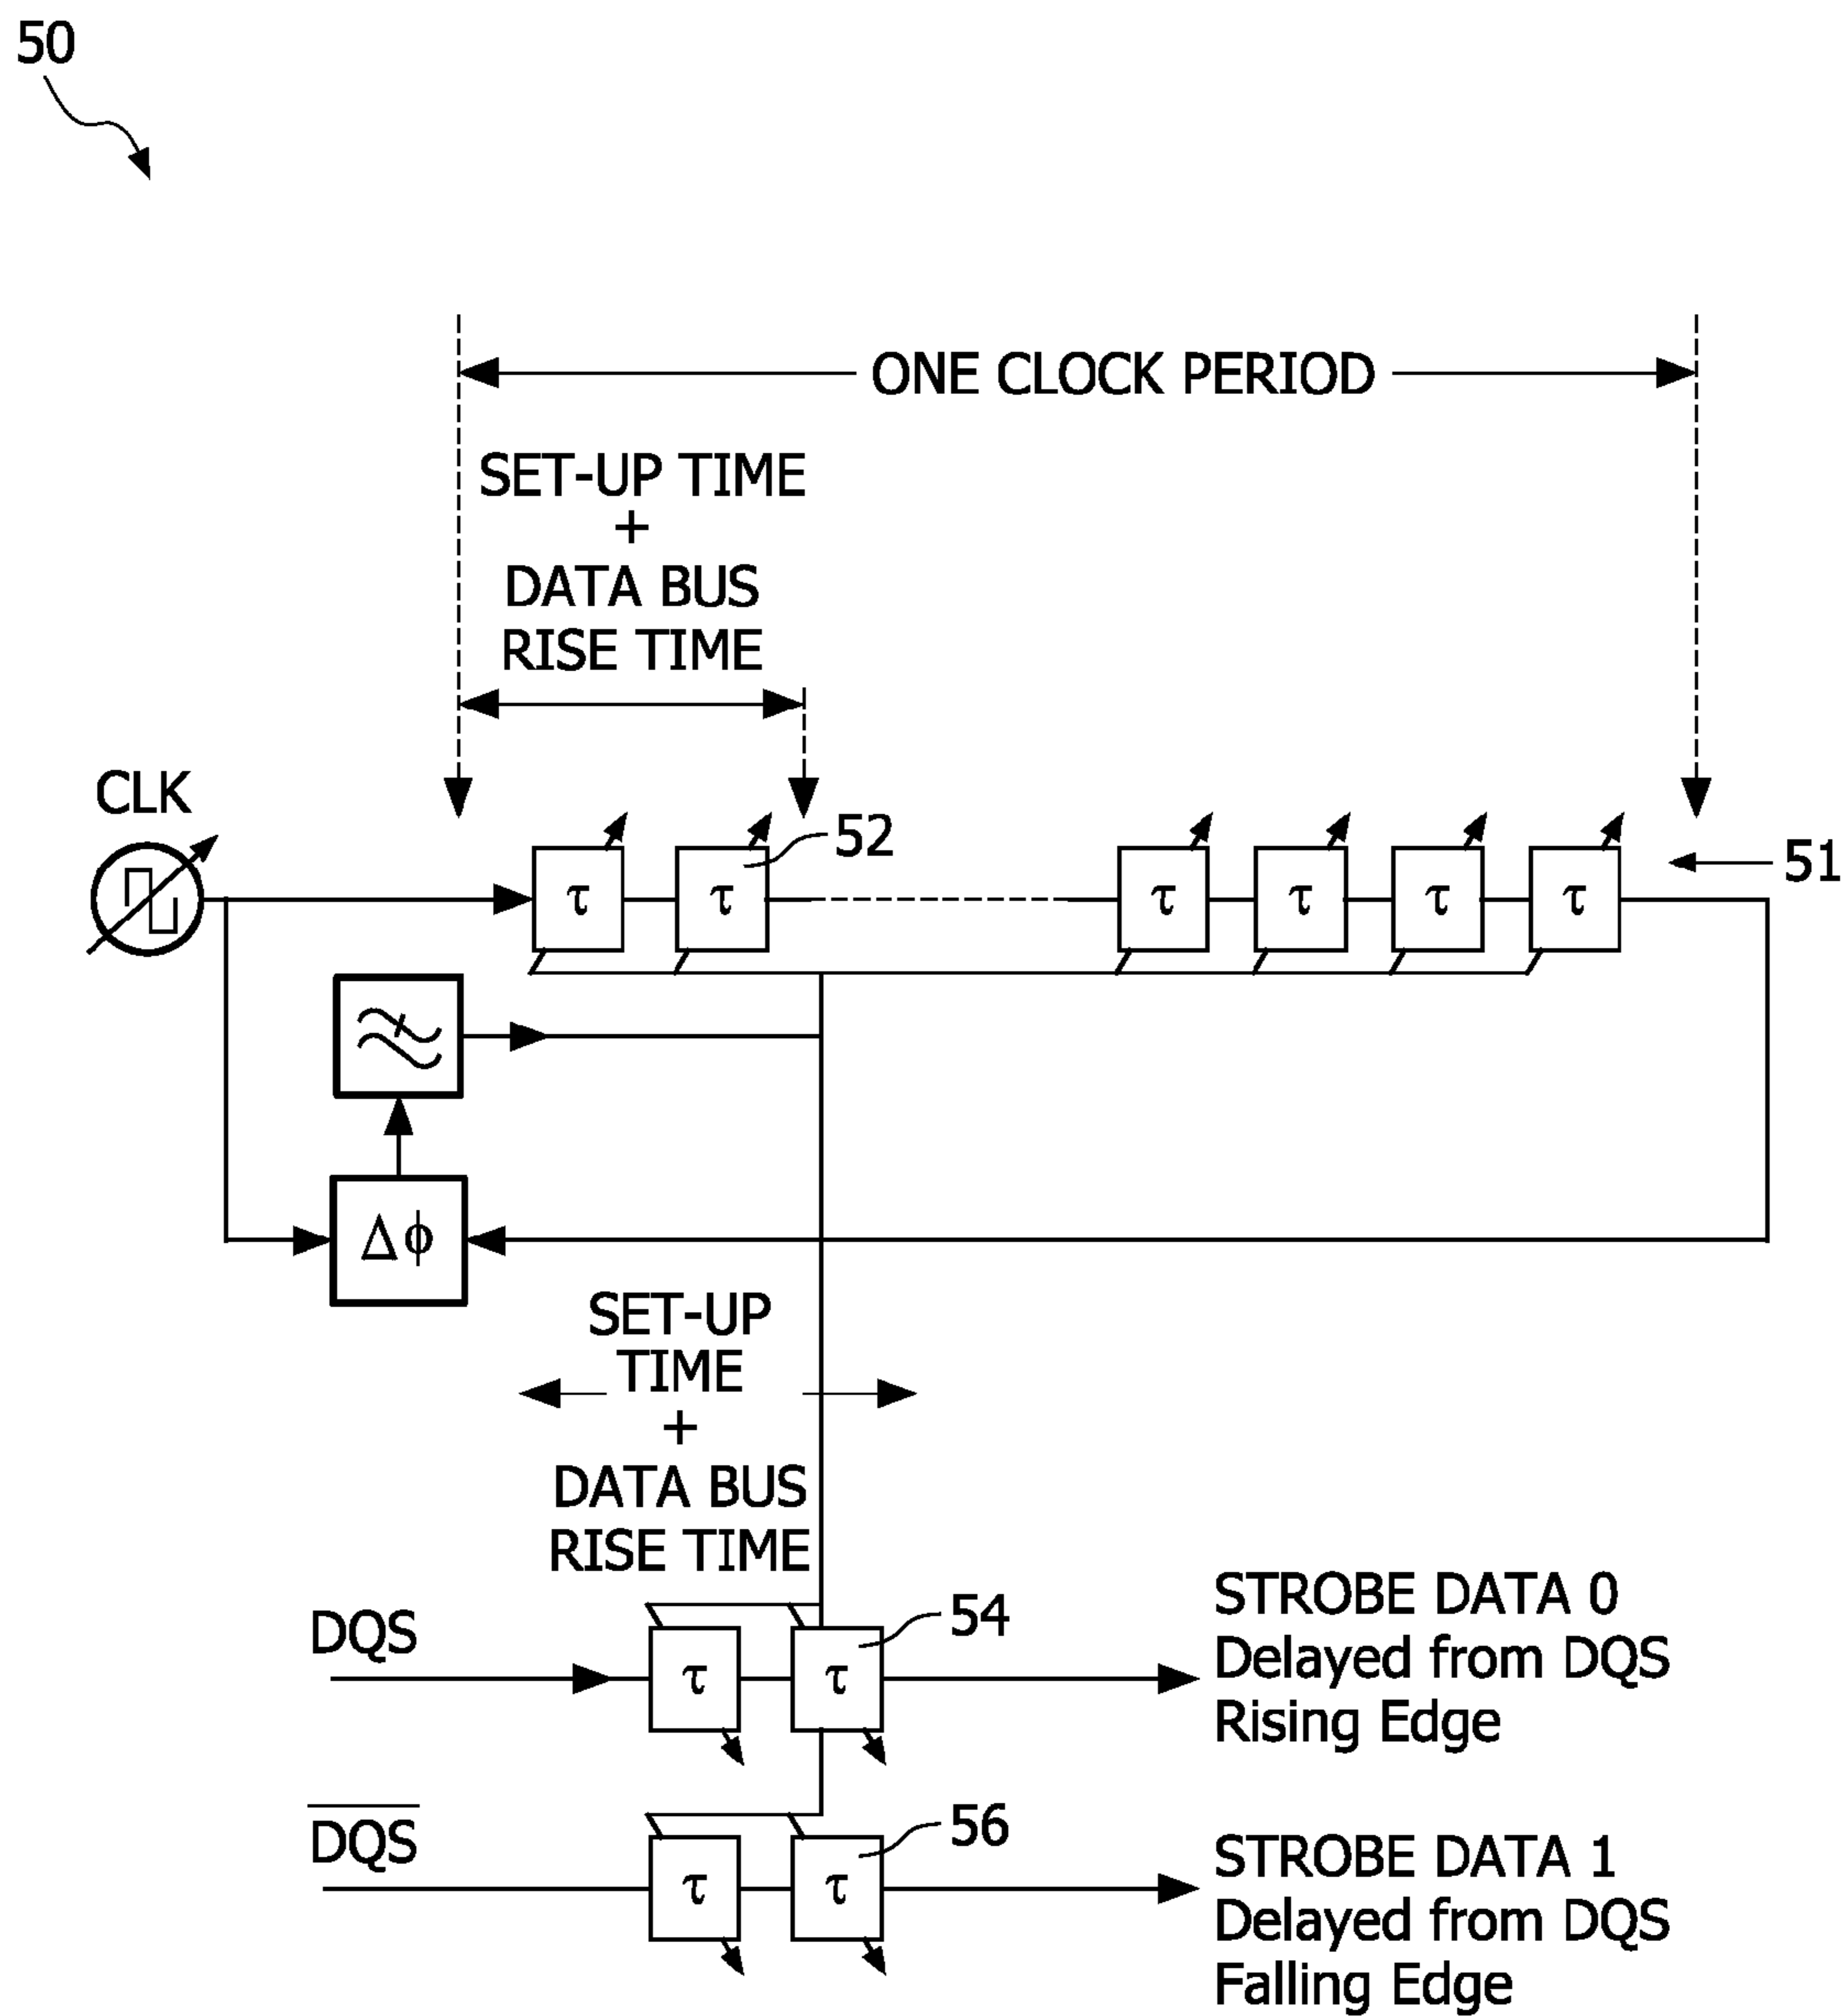 50
ONE CLOCK PERIOD
SET-UP TIME
+
DATA BUS
RISE TIME
CLK
52
51
τ τ τ τ τ τ
Δϕ
SET-UP
TIME
+
DATA BUS
RISE TIME
DQS
τ τ
54
STROBE DATA 0
Delayed from DQS
Rising Edge
D̅Q̅S̅
τ τ
56
STROBE DATA 1
Delayed from DQS
Falling Edge